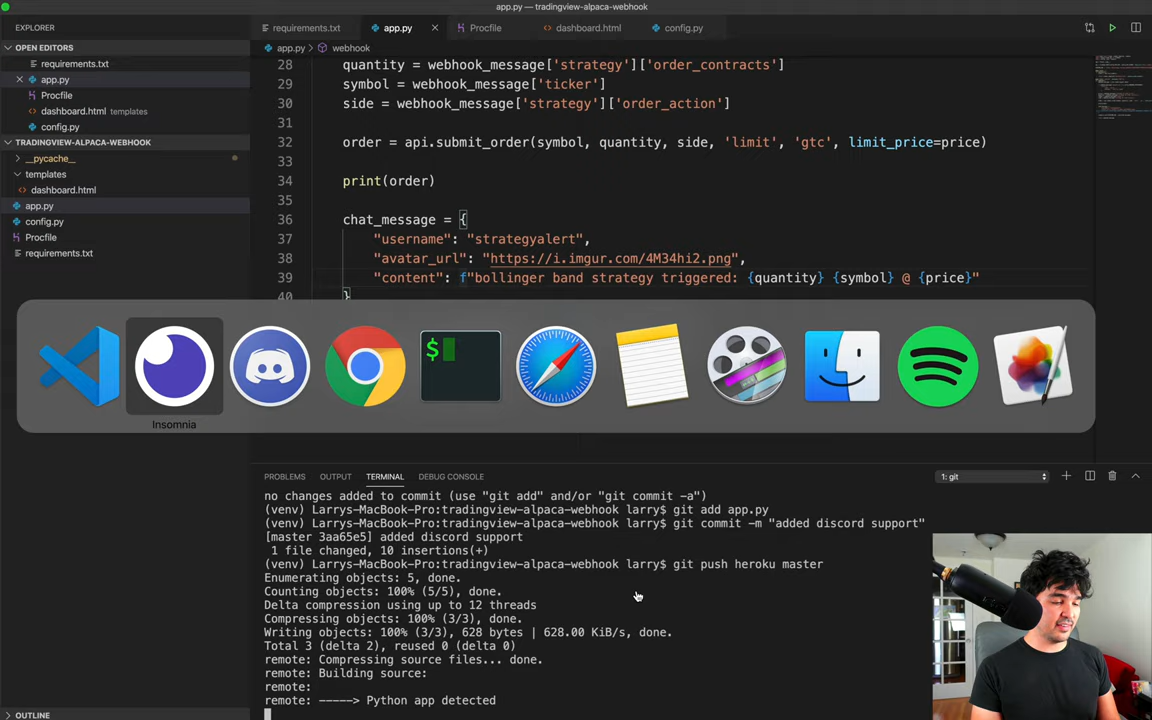 app.py — tradingview-alpaca-webhook
EXPLORER
requirements.txt
app.py
Procfile
dashboard.html
config.py
OPEN EDITORS
requirements.txt
app.py
Procfile
dashboard.html templates
config.py
TRADINGVIEW-ALPACA-WEBHOOK
__pycache__
templates
dashboard.html
app.py
config.py
Procfile
requirements.txt
OUTLINE
app.py > webhook
28 quantity = webhook_message['strategy']['order_contracts']
29 symbol = webhook_message['ticker']
30 side = webhook_message['strategy']['order_action']
31
32 order = api.submit_order(symbol, quantity, side, 'limit', 'gtc', limit_price=price)
33
34 print(order)
35
36 chat_message = {
37 "username": "strategyalert",
38 "avatar_url": "https://i.imgur.com/4M34hi2.png",
39 "content": f"bollinger band strategy triggered: {quantity} {symbol} @ {price}"
40 }
$
Insomnia
PROBLEMS OUTPUT TERMINAL DEBUG CONSOLE
1: git
no changes added to commit (use "git add" and/or "git commit -a")
(venv) Larrys-MacBook-Pro:tradingview-alpaca-webhook larry$ git add app.py
(venv) Larrys-MacBook-Pro:tradingview-alpaca-webhook larry$ git commit -m "added discord support"
[master 3aa65e5] added discord support
1 file changed, 10 insertions(+)
(venv) Larrys-MacBook-Pro:tradingview-alpaca-webhook larry$ git push heroku master
Enumerating objects: 5, done.
Counting objects: 100% (5/5), done.
Delta compression using up to 12 threads
Compressing objects: 100% (3/3), done.
Writing objects: 100% (3/3), 628 bytes | 628.00 KiB/s, done.
Total 3 (delta 2), reused 0 (delta 0)
remote: Compressing source files... done.
remote: Building source:
remote:
remote: -----> Python app detected